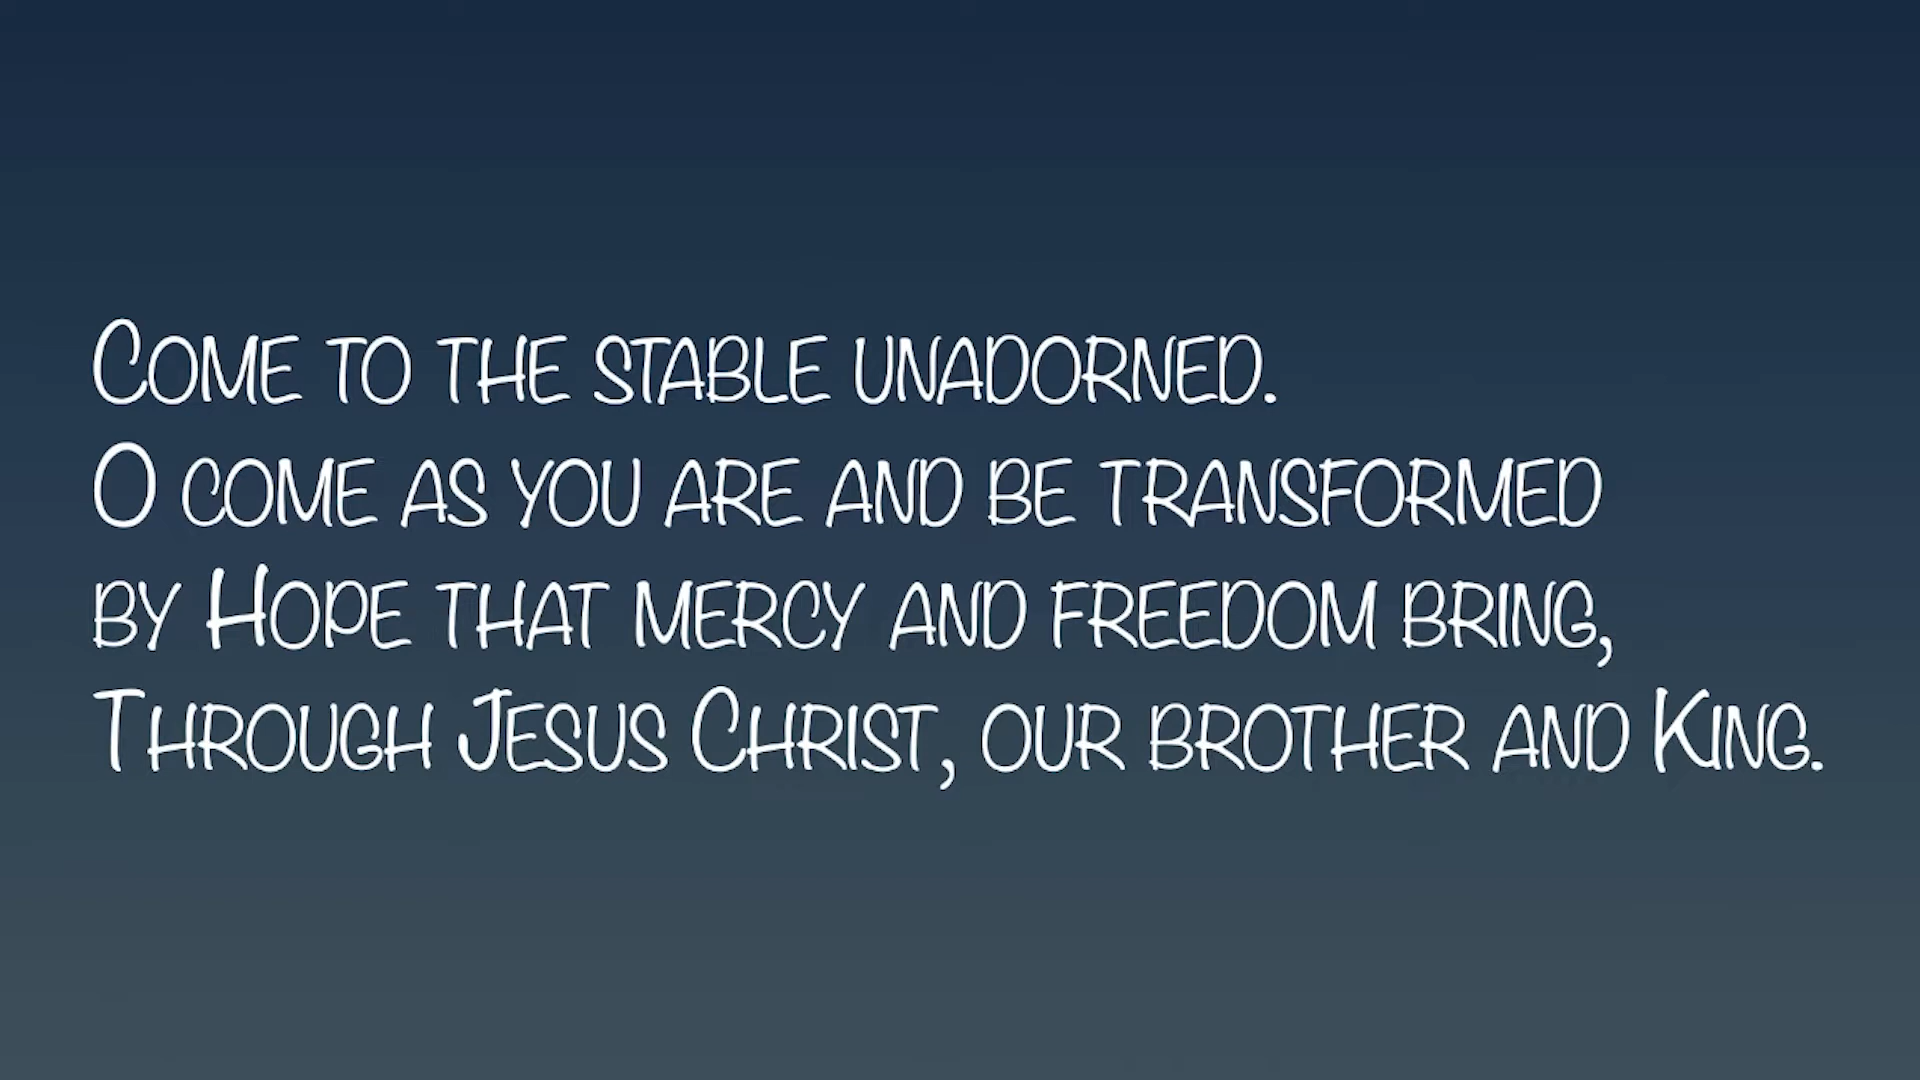 Come to the stable unadorned.
O come as you are and be transformed
by Hope that mercy and freedom bring,
Through Jesus Christ, our brother and King.